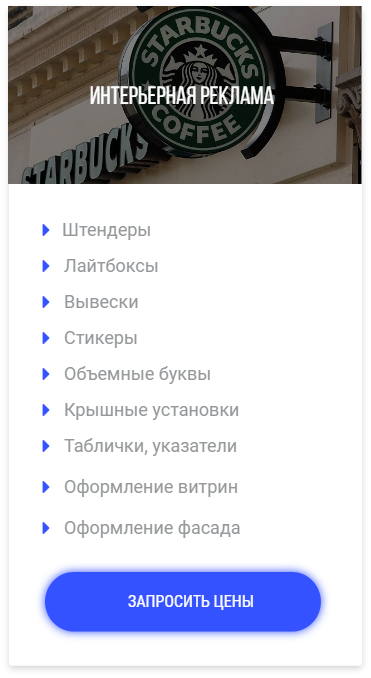 STARBUCKS
ИНТЕРЬЕРНАЯ РЕКЛАМА
COFFEE
STARBUCKS
Штендеры
Лайтбоксы
Вывески
Стикеры
Объемные буквы
Крышные установки
Таблички, указатели
Оформление витрин
Оформление фасада
ЗАПРОСИТЬ ЦЕНЫ